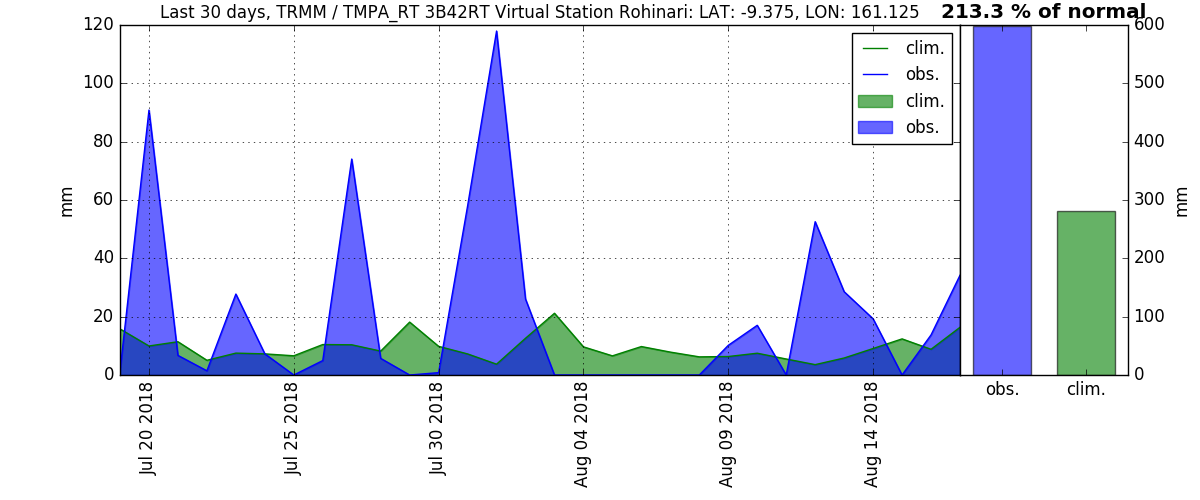 Last 30 days, TRMM / TMPA_RT 3B42RT Virtual Station Rohinari: LAT: -9.375, LON: 161.125
213.3 % of normal
120
100
80
60
40
20
0
mm
clim.
obs.
clim.
obs.
Jul 20 2018
Jul 25 2018
Jul 30 2018
Aug 04 2018
Aug 09 2018
Aug 14 2018
600
500
400
300
200
100
0
mm
obs.
clim.